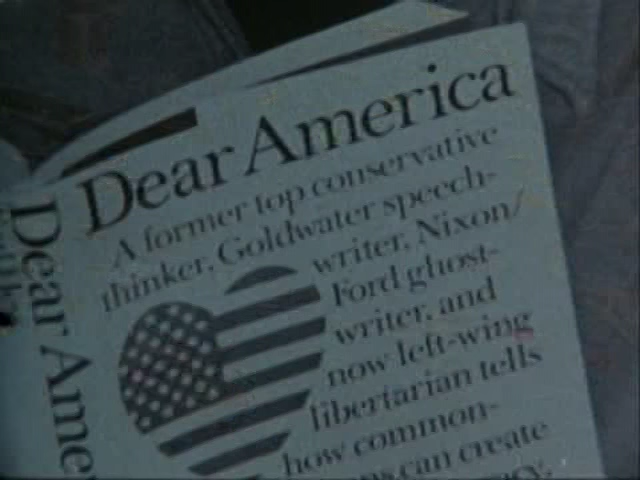 Dear America
A former top conservative
thinker, Goldwater speech-
writer, Nixon/
Ford ghost-
writer, and
now left-wing
libertarian tells
how common-
can create
Dear Ame